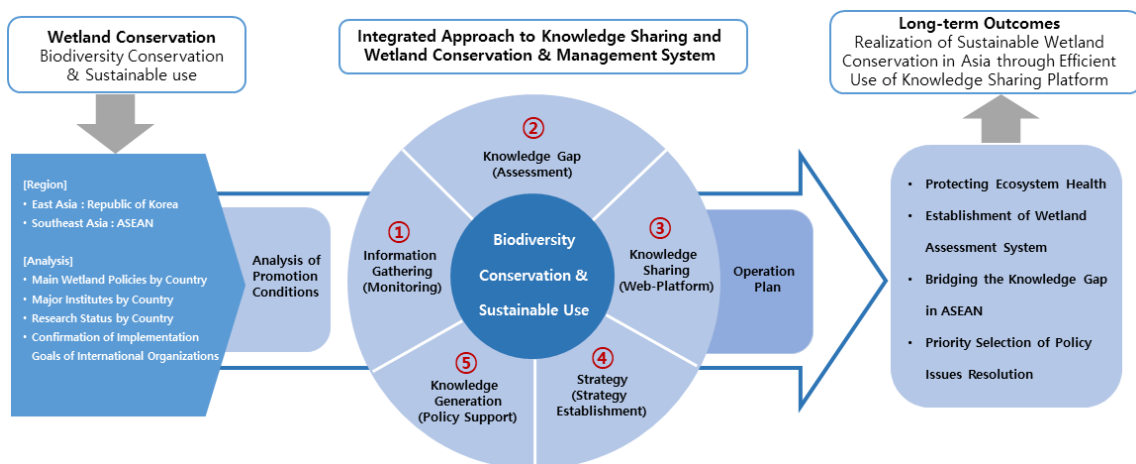 Wetland Conservation
Biodiversity Conservation
& Sustainable use
Integrated Approach to Knowledge Sharing and
Wetland Conservation & Management System
Long-term Outcomes
Realization of Sustainable Wetland
Conservation in Asia through Efficient
Use of Knowledge Sharing Platform
[Region]
• East Asia : Republic of Korea
• Southeast Asia : ASEAN
[Analysis]
• Main Wetland Policies by Country
• Major Institutes by Country
• Research Status by Country
• Confirmation of Implementation
Goals of International Organizations
Analysis of
Promotion
Conditions
①
Information
Gathering
(Monitoring)
②
Knowledge Gap
(Assessment)
③
Knowledge
Sharing
(Web-Platform)
④
Strategy
(Strategy
Establishment)
⑤
Knowledge
Generation
(Policy Support)
Biodiversity
Conservation &
Sustainable Use
Operation
Plan
• Protecting Ecosystem Health
• Establishment of Wetland
Assessment System
• Bridging the Knowledge Gap
in ASEAN
• Priority Selection of Policy
Issues Resolution